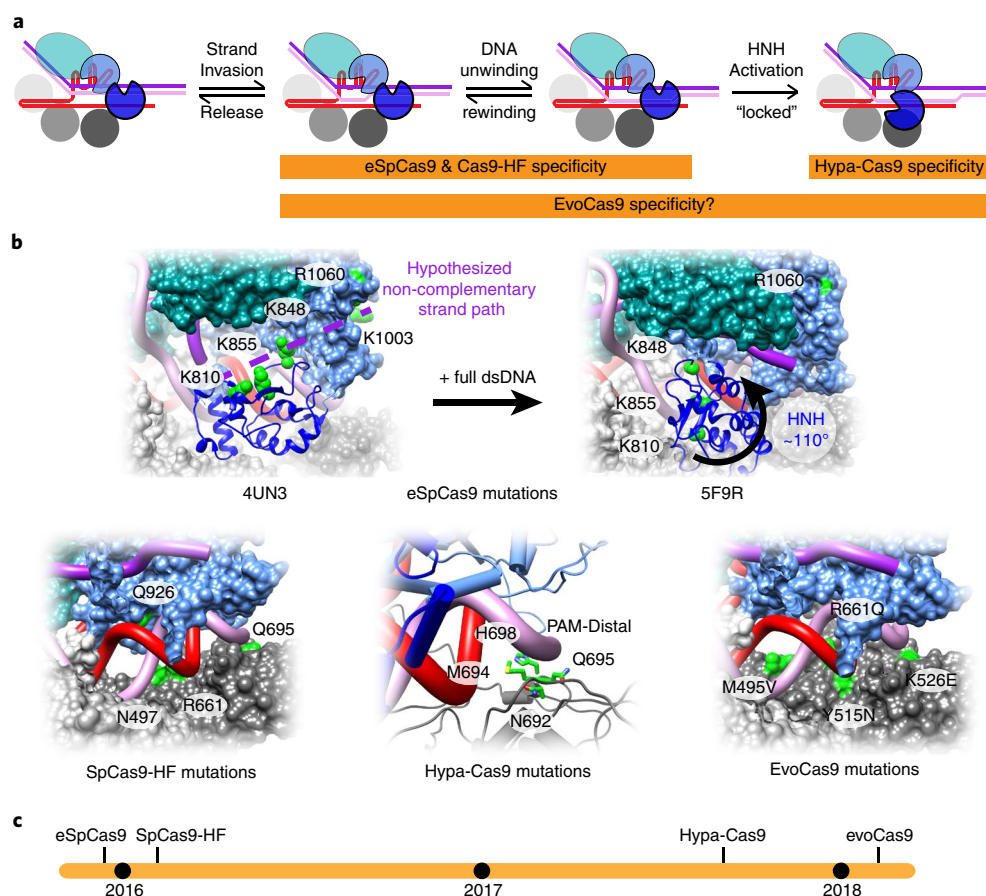 a
Strand
Invasion
Release
DNA
unwinding
rewinding
HNH
Activation
“locked”
eSpCas9 & Cas9-HF specificity
Hypa-Cas9 specificity
EvoCas9 specificity?
b
R1060
Hypothesized
non-complementary
strand path
K848
K1003
K855
K810
+ full dsDNA
R1060
K848
K855
K810
HNH
~110°
4UN3
eSpCas9 mutations
5F9R
Q926
Q695
N497
R661
SpCas9-HF mutations
H698
PAM-Distal
M694
Q695
N692
Hypa-Cas9 mutations
R661Q
M495V
K526E
Y515N
EvoCas9 mutations
c
eSpCas9
SpCas9-HF
Hypa-Cas9
evoCas9
2016
2017
2018